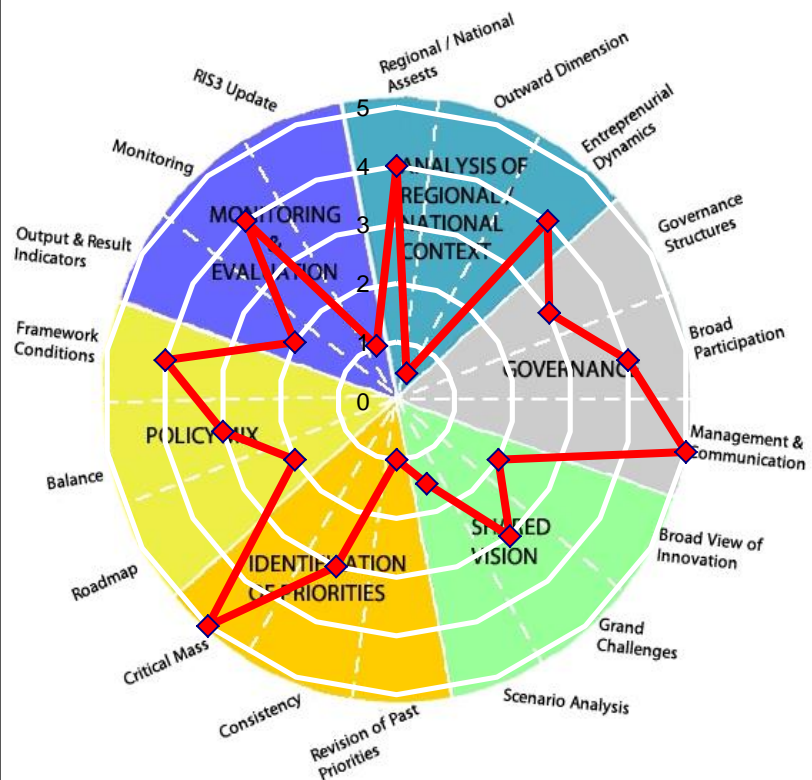 Regional / National
Assests
Outward Dimension
Entreprenurial
Dynamics
Governance
Structures
Broad
Participation
Management &
Communication
Broad View of
Innovation
Grand
Challenges
Scenario Analysis
Revision of Past
Priorities
Consistency
Critical Mass
Roadmap
Balance
Framework
Conditions
Output & Result
Indicators
Monitoring
RIS3 Update
5
4
3
2
1
0
ANALYSIS OF
REGIONAL /
NATIONAL
CONTEXT
GOVERNANCE
SHARED
VISION
IDENTIFICATION
OF PRIORITIES
POLICY MIX
MONITORING
&
EVALUATION